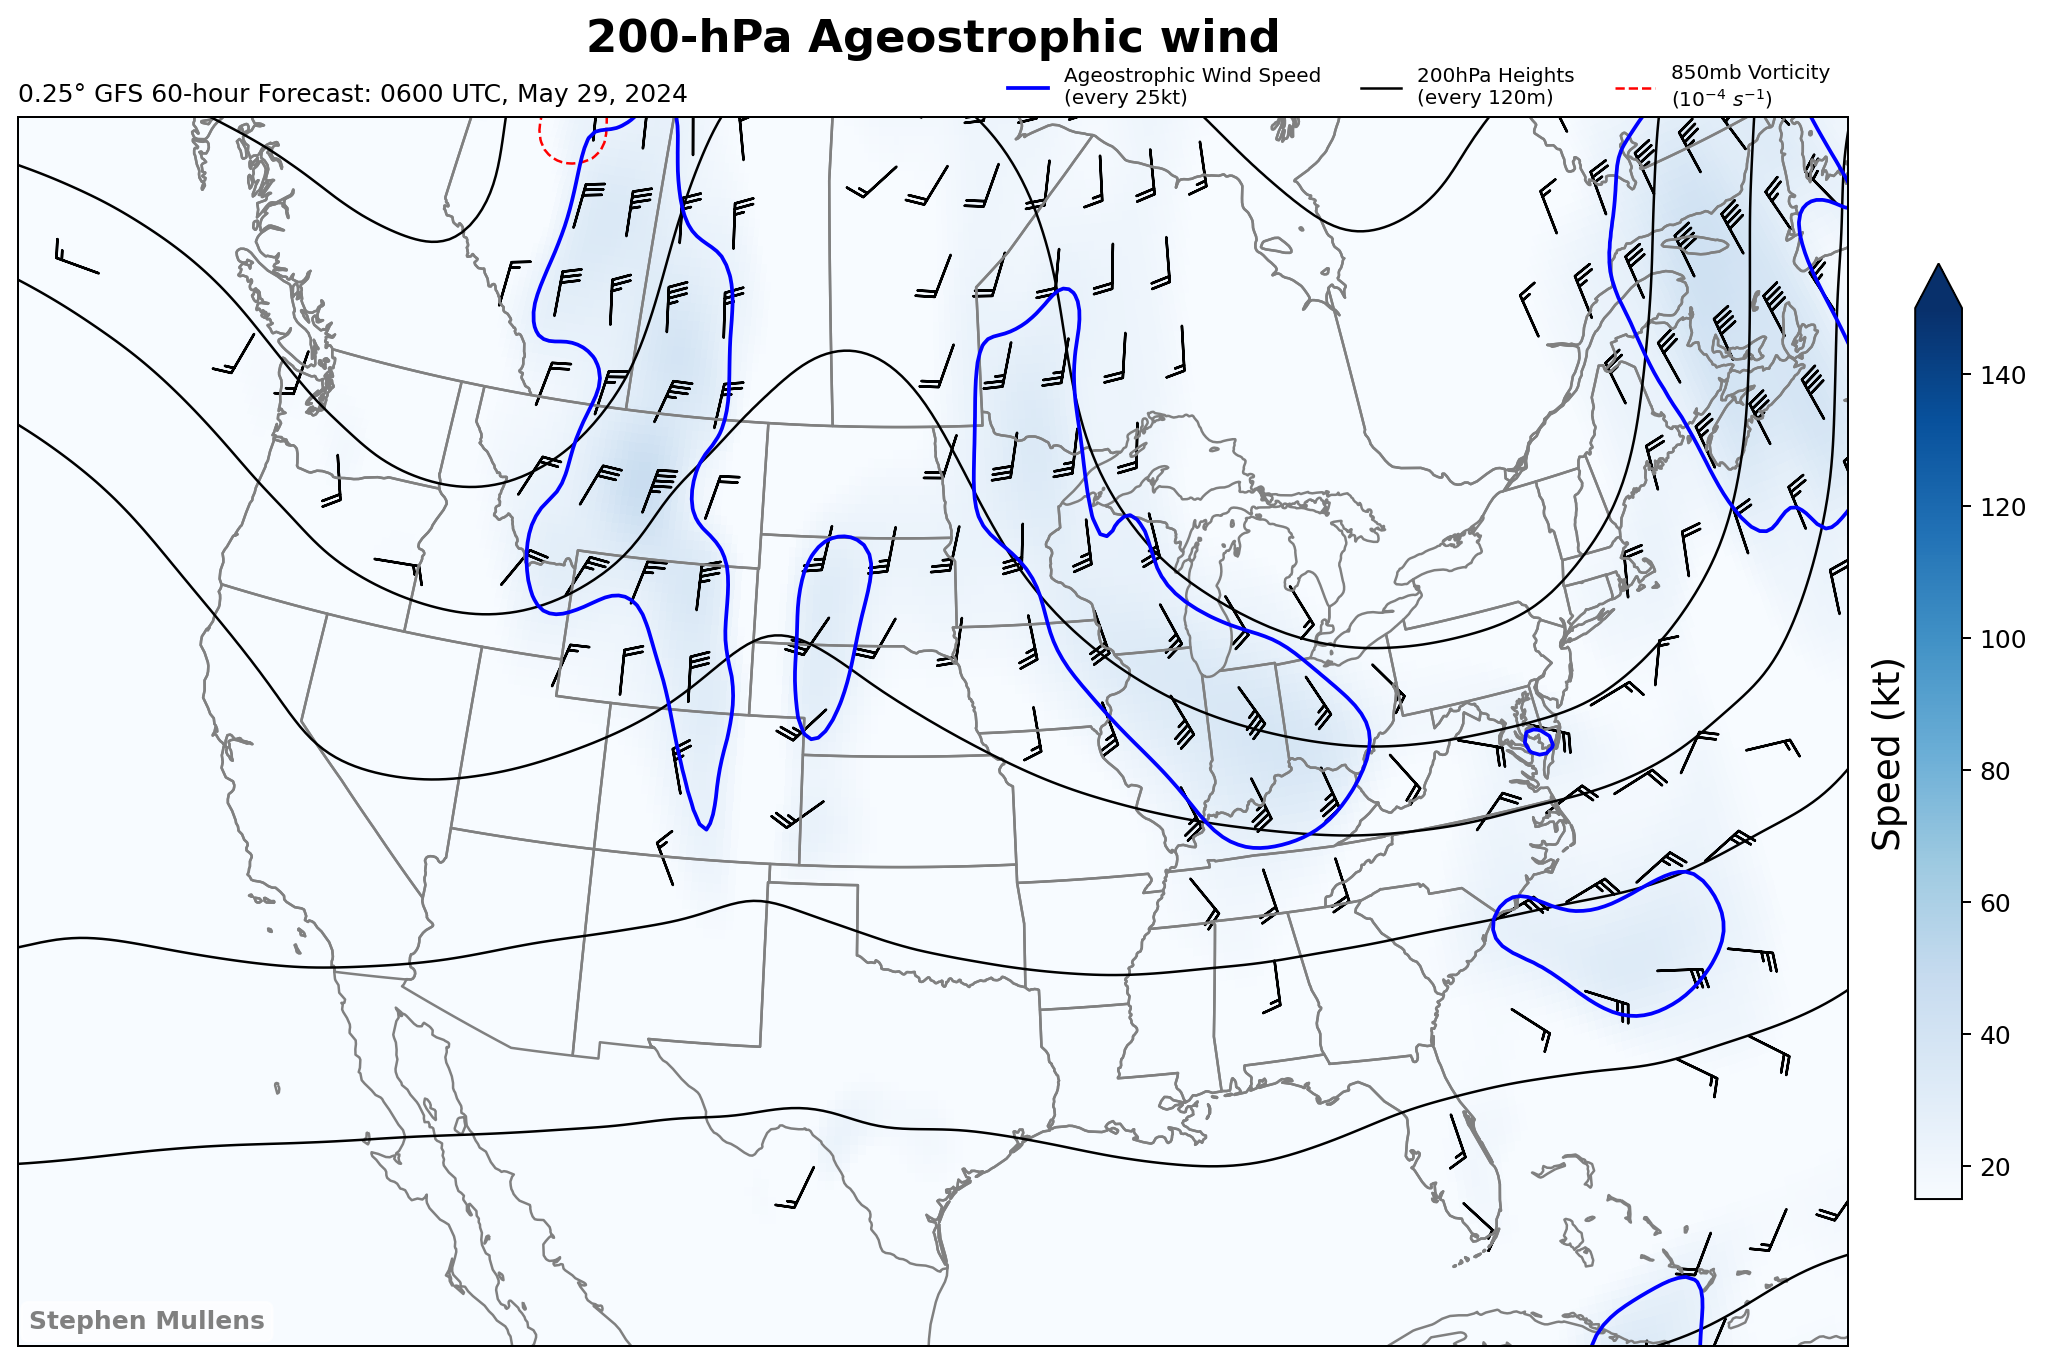 200-hPa Ageostrophic wind
0.25° GFS 60-hour Forecast: 0600 UTC, May 29, 2024
Ageostrophic Wind Speed
(every 25kt)
200hPa Heights
(every 120m)
850mb Vorticity
(10⁻⁴ s⁻¹)
140
120
100
80
60
40
20
Speed (kt)
Stephen Mullens